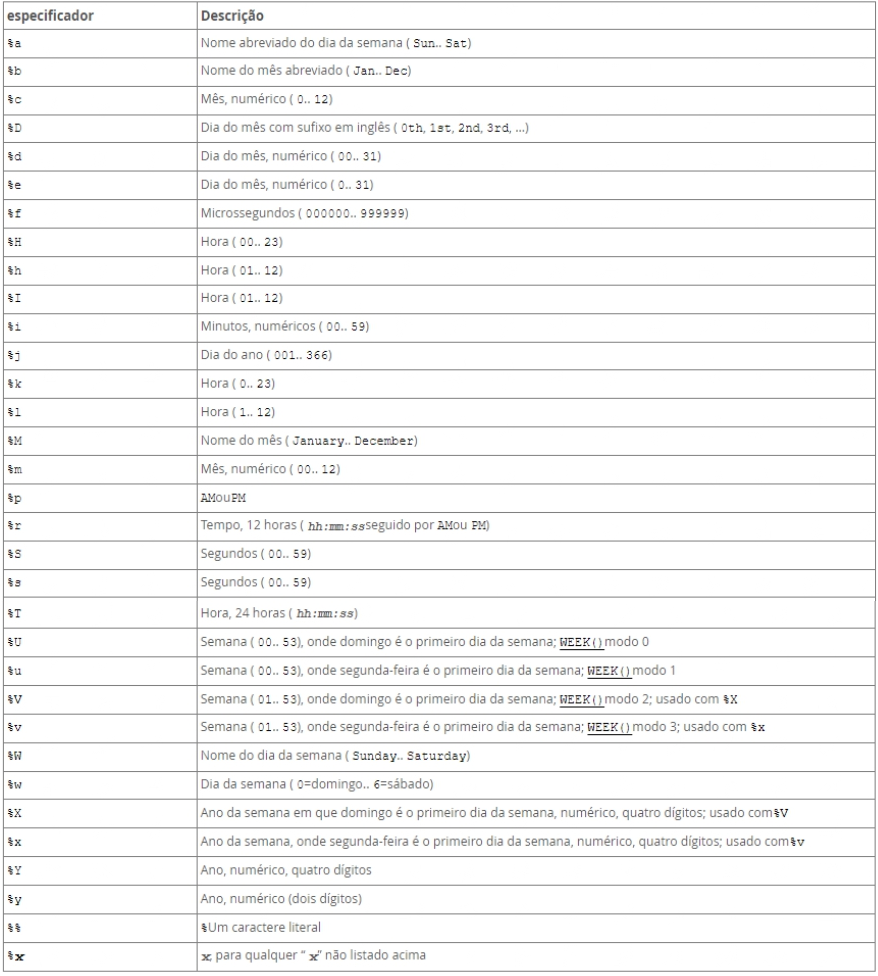 especificador Descrição
%a Nome abreviado do dia da semana ( Sun.. Sat)
%b Nome do mês abreviado ( Jan.. Dec)
%c Mês, numérico ( 0.. 12)
%D Dia do mês com sufixo em inglês ( 0th, 1st, 2nd, 3rd, …)
%d Dia do mês, numérico ( 00.. 31)
%e Dia do mês, numérico ( 0.. 31)
%f Microssegundos ( 000000.. 999999)
%H Hora ( 00.. 23)
%h Hora ( 01.. 12)
%I Hora ( 01.. 12)
%i Minutos, numéricos ( 00.. 59)
%j Dia do ano ( 001.. 366)
%k Hora ( 0.. 23)
%l Hora ( 1.. 12)
%M Nome do mês ( January.. December)
%m Mês, numérico ( 00.. 12)
%p AMouPM
%r Tempo, 12 horas ( hh:mm:ssseguido por AMou PM)
%S Segundos ( 00.. 59)
%s Segundos ( 00.. 59)
%T Hora, 24 horas ( hh:mm:ss)
%U Semana ( 00.. 53), onde domingo é o primeiro dia da semana; WEEK()modo 0
%u Semana ( 00.. 53), onde segunda-feira é o primeiro dia da semana; WEEK()modo 1
%V Semana ( 01.. 53), onde domingo é o primeiro dia da semana; WEEK()modo 2; usado com %X
%v Semana ( 01.. 53), onde segunda-feira é o primeiro dia da semana; WEEK()modo 3; usado com %x
%W Nome do dia da semana ( Sunday.. Saturday)
%w Dia da semana ( 0=domingo.. 6=sábado)
%X Ano da semana em que domingo é o primeiro dia da semana, numérico, quatro dígitos; usado com%V
%x Ano da semana, onde segunda-feira é o primeiro dia da semana, numérico, quatro dígitos; usado com%v
%Y Ano, numérico, quatro dígitos
%y Ano, numérico (dois dígitos)
%% %Um caractere literal
%x x, para qualquer “ x” não listado acima